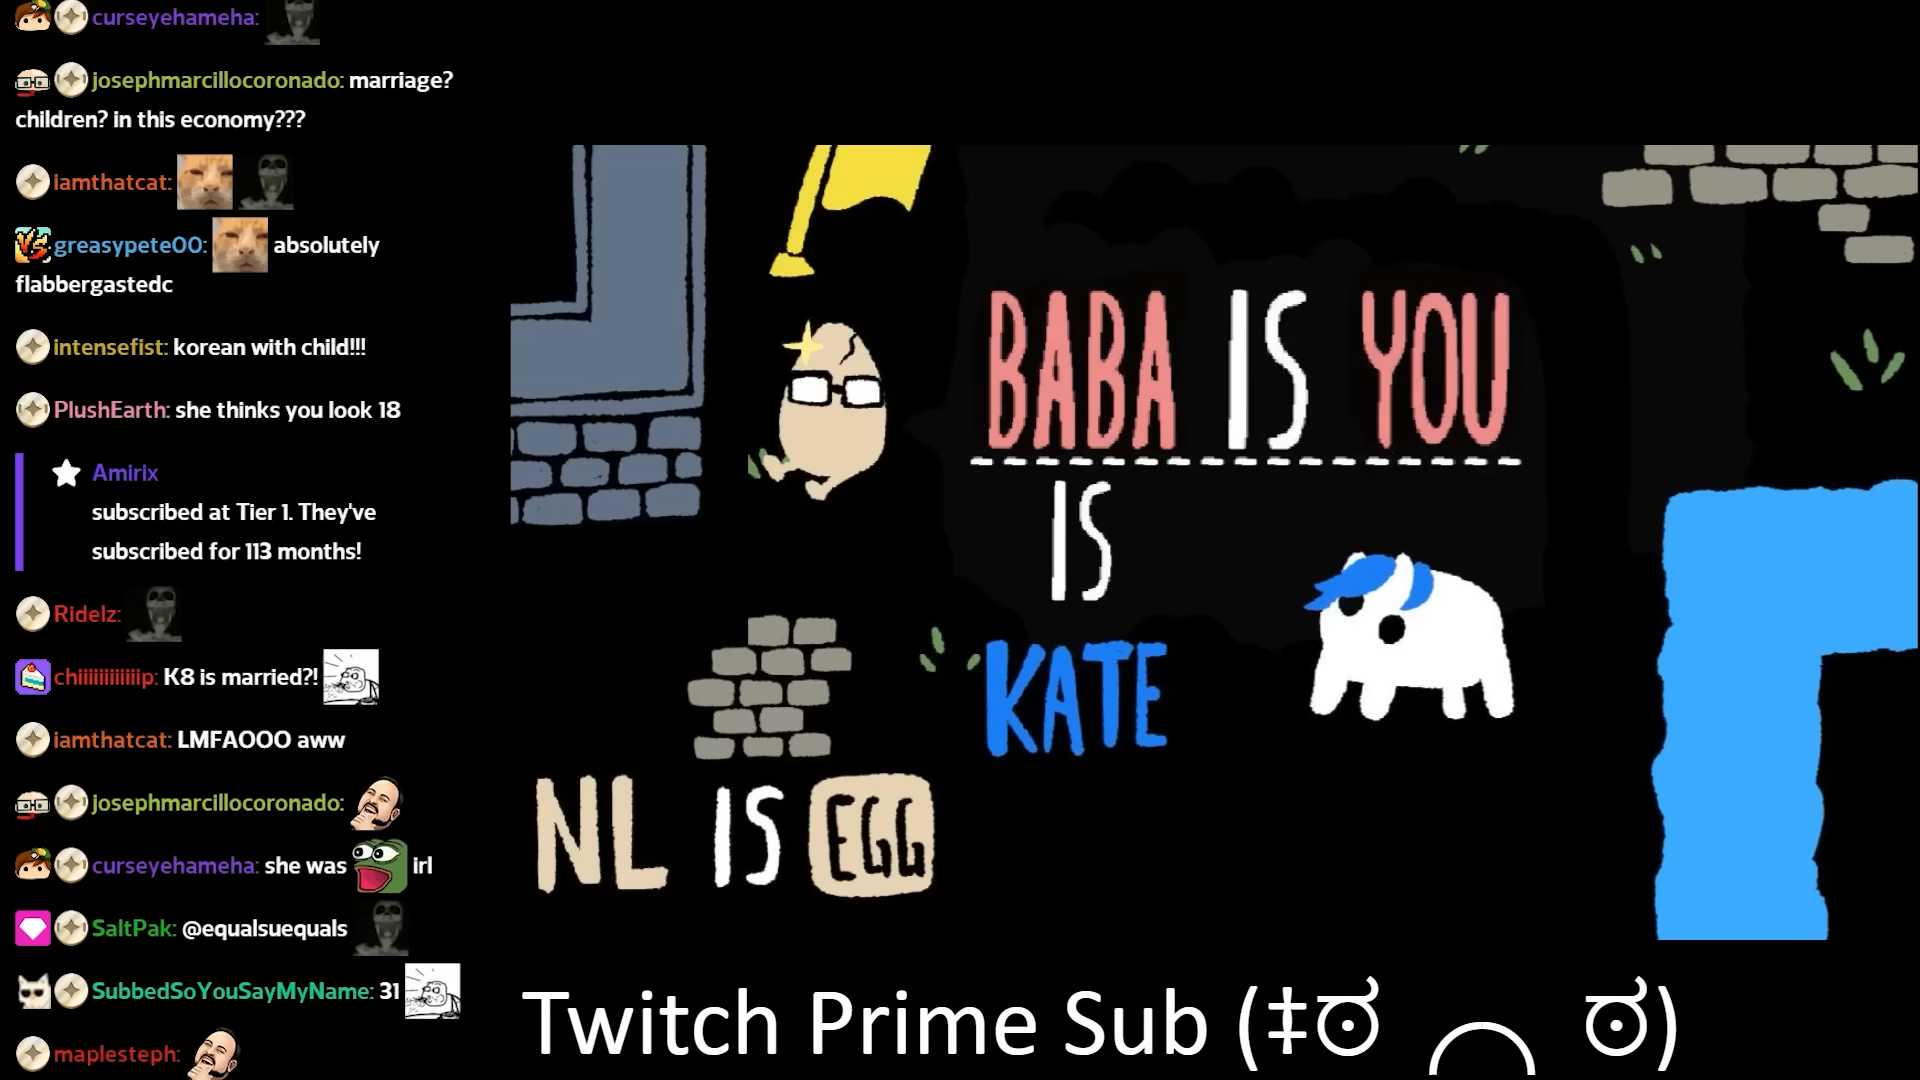 curseyehameha:
josephmarcillocoronado: marriage?
children? in this economy???
iamthatcat:
greasypete00: absolutely
flabbergastedc
intensefist: korean with child!!!
PlushEarth: she thinks you look 18
Amirix
subscribed at Tier 1. They've
subscribed for 113 months!
Ridelz:
chiiiiiiiiiiiip: K8 is married?!
iamthatcat: LMFAOOO aww
josephmarcillocoronado:
curseyehameha: she was irl
SaltPak: @equalsuequals
SubbedSoYouSayMyName: 31
maplesteph:
BABA IS YOU
IS
KATE
NL IS EGG
Twitch Prime Sub (‡ಠ ╭╮ ಠ)